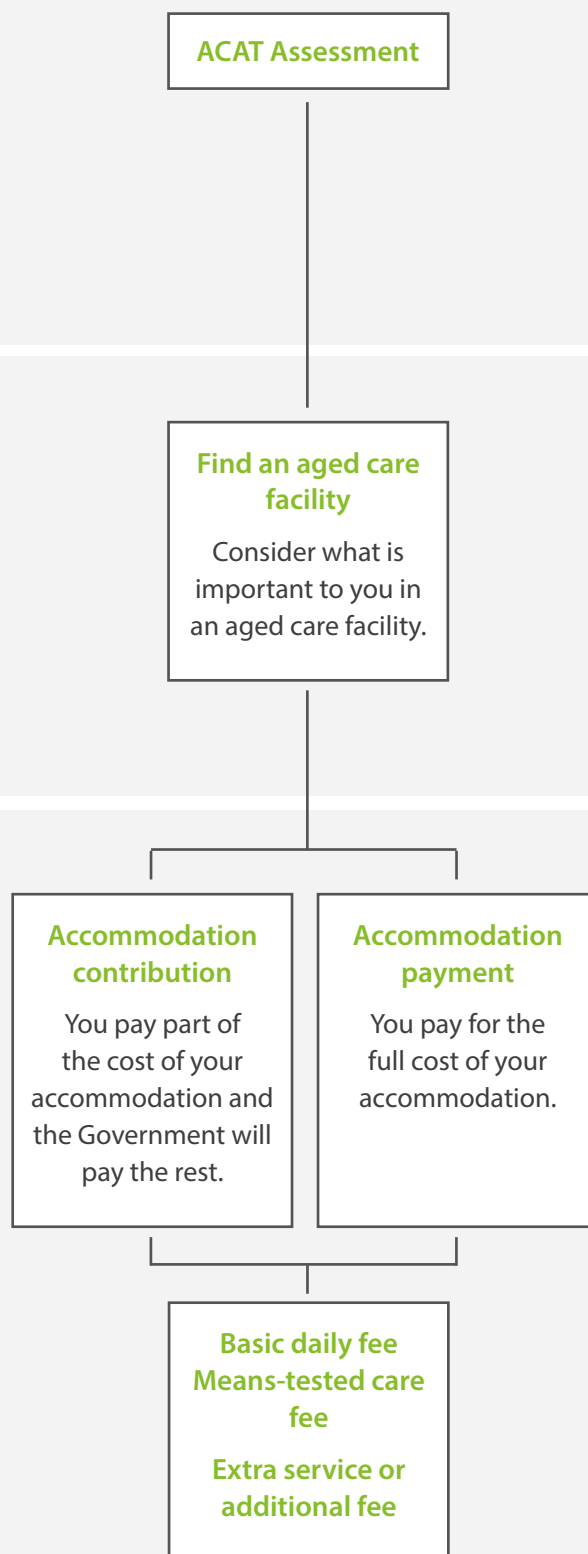 ACAT Assessment
Find an aged care
facility
Consider what is
important to you in
an aged care facility.
Accommodation
contribution
You pay part of
the cost of your
accommodation and
the Government will
pay the rest.
Accommodation
payment
You pay for the
full cost of your
accommodation.
Basic daily fee
Means-tested care
fee
Extra service or
additional fee